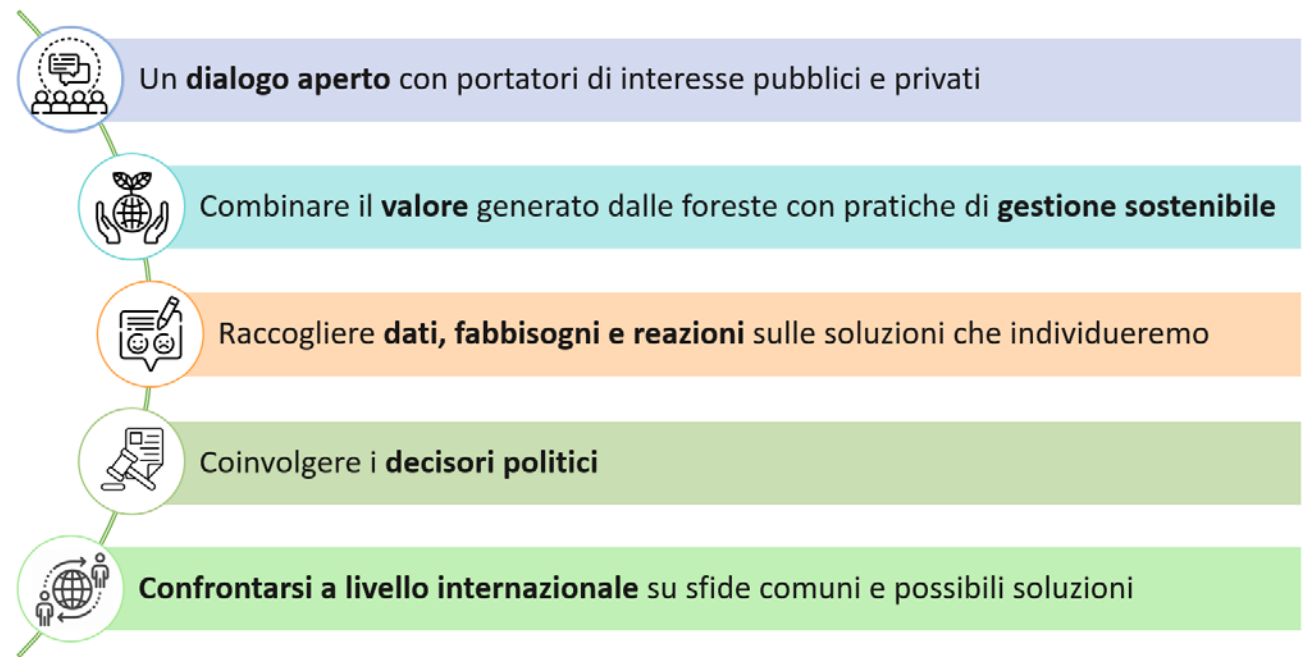 Un dialogo aperto con portatori di interesse pubblici e privati
Combinare il valore generato dalle foreste con pratiche di gestione sostenibile
Raccogliere dati, fabbisogni e reazioni sulle soluzioni che individueremo
Coinvolgere i decisori politici
Confrontarsi a livello internazionale su sfide comuni e possibili soluzioni